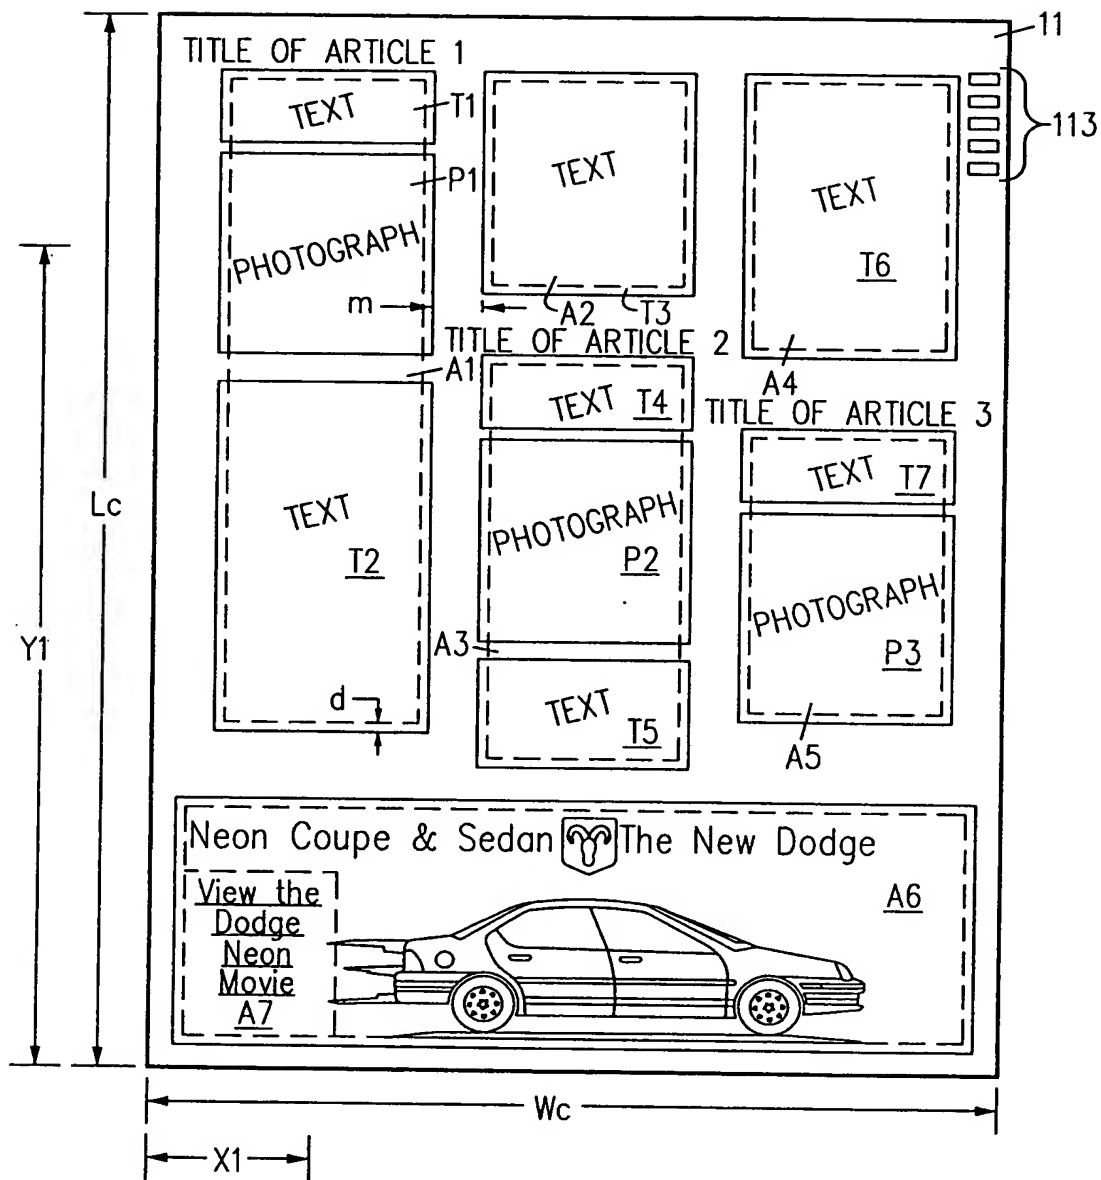 11
TITLE OF ARTICLE 1
TEXT
T1
P1
PHOTOGRAPH
m
A1
TEXT
T2
d
TEXT
A2
T3
TITLE OF ARTICLE 2
TEXT T4
PHOTOGRAPH
P2
A3
TEXT
T5
113
TEXT
T6
A4
TITLE OF ARTICLE 3
TEXT T7
PHOTOGRAPH
P3
A5
Lc
Y1
Neon Coupe & Sedan The New Dodge
A6
View the
Dodge
Neon
Movie
A7
Wc
X1